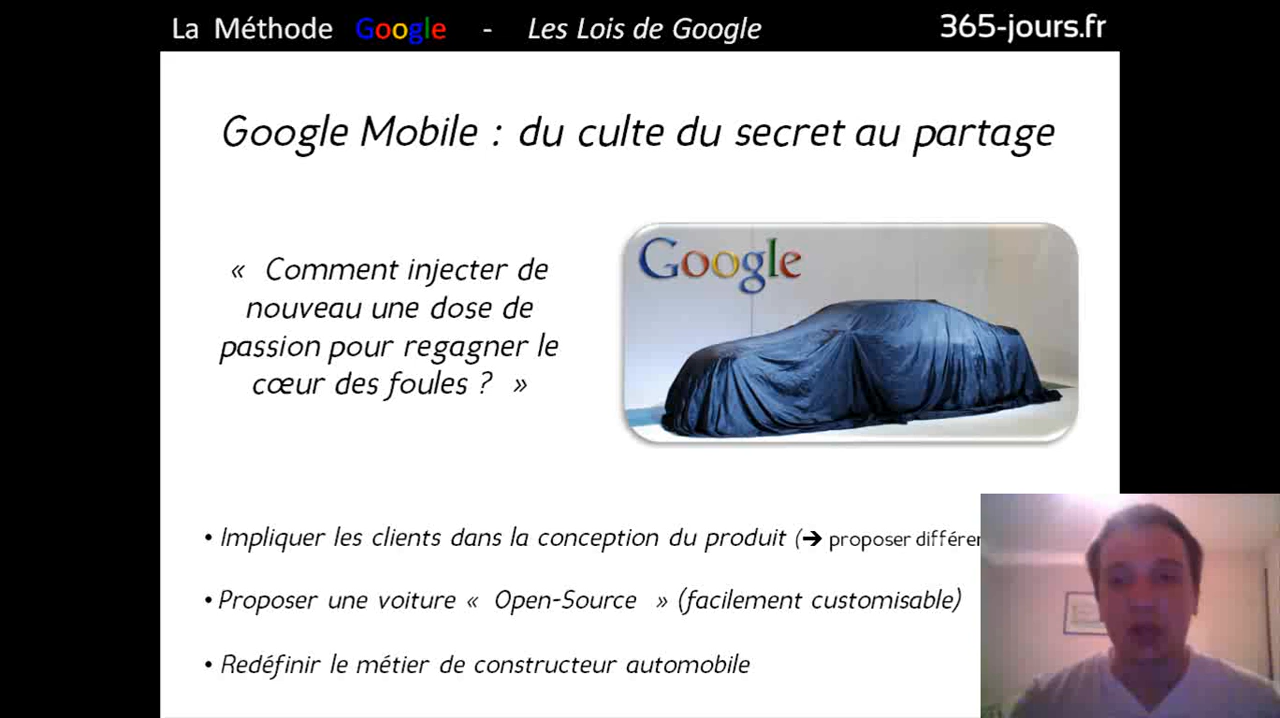 La Méthode Google - Les Lois de Google
365-jours.fr
Google Mobile : du culte du secret au partage
« Comment injecter de
nouveau une dose de
passion pour regagner le
cœur des foules ? »
Google
• Impliquer les clients dans la conception du produit (➔ proposer
• Proposer une voiture « Open-Source » (facilement customisable)
• Redéfinir le métier de constructeur automobile